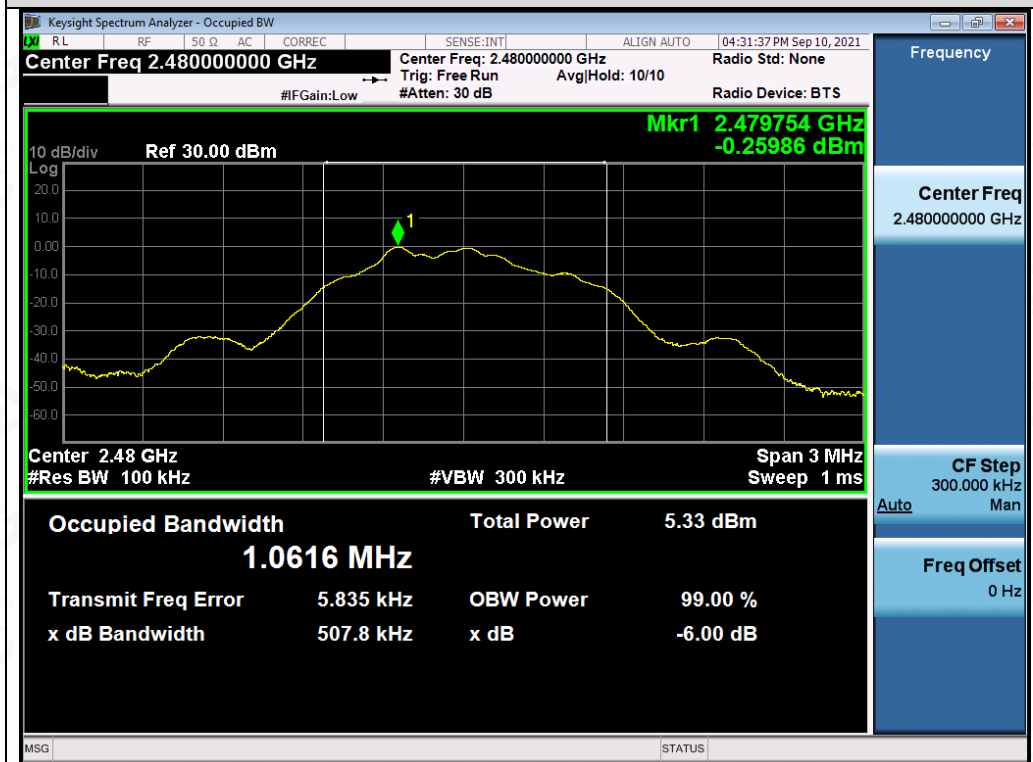 Keysight Spectrum Analyzer - Occupied BW
LXI RL RF 50 Ω AC CORREC SENSE:INT ALIGN AUTO 04:31:37 PM Sep 10, 2021
Center Freq 2.480000000 GHz
Center Freq: 2.480000000 GHz
Radio Std: None
Trig: Free Run Avg|Hold: 10/10
#IFGain:Low #Atten: 30 dB Radio Device: BTS
Frequency
Mkr1 2.479754 GHz
-0.25986 dBm
10 dB/div Ref 30.00 dBm
Log
20.0
10.0
0.00
-10.0
-20.0
-30.0
-40.0
-50.0
-60.0
1
Center 2.48 GHz Span 3 MHz
#Res BW 100 kHz #VBW 300 kHz Sweep 1 ms
Center Freq
2.480000000 GHz
CF Step
300.000 kHz
Auto Man
Freq Offset
0 Hz
Occupied Bandwidth Total Power 5.33 dBm
1.0616 MHz
Transmit Freq Error 5.835 kHz OBW Power 99.00 %
x dB Bandwidth 507.8 kHz x dB -6.00 dB
MSG STATUS